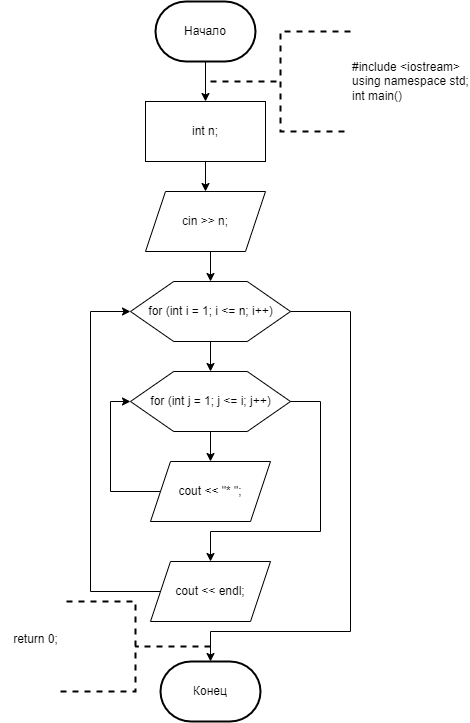 Начало
#include <iostream>
using namespace std;
int main()
int n;
cin >> n;
for (int i = 1; i <= n; i++)
for (int j = 1; j <= i; j++)
cout << "* ";
cout << endl;
return 0;
Конец